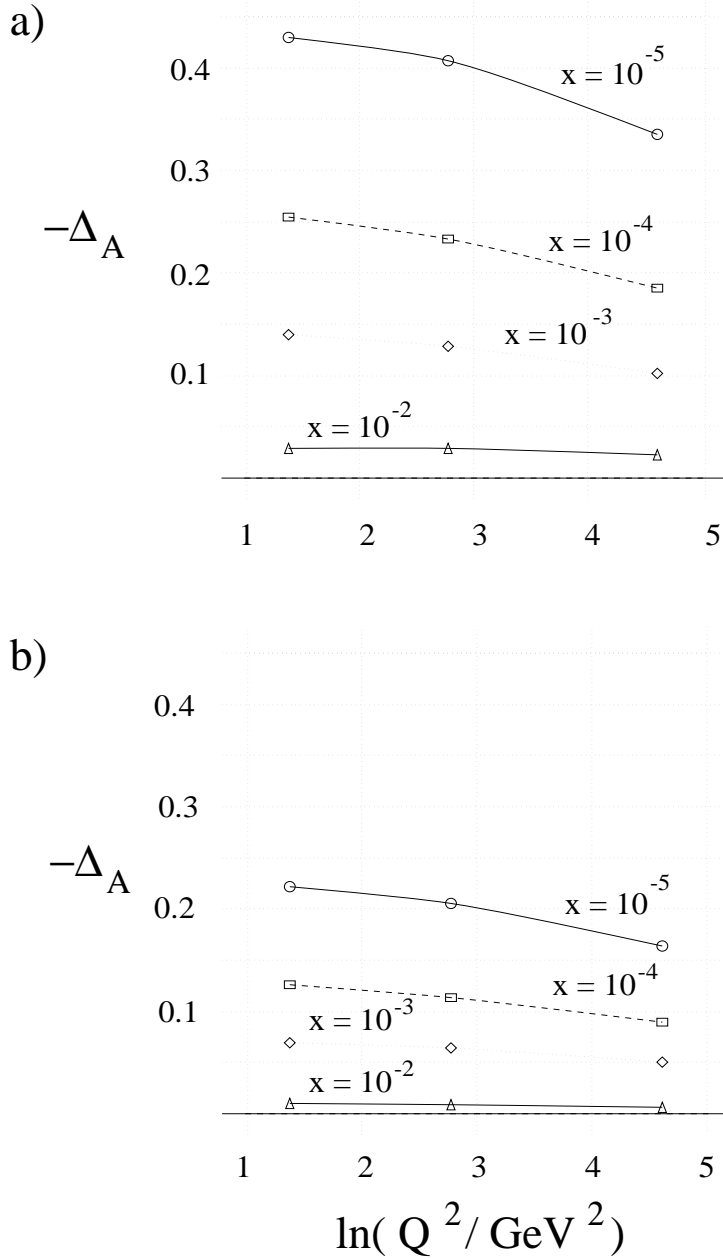 a)
0.4
x = 10^-5
0.3
−Δ_A
x = 10^-4
0.2
x = 10^-3
0.1
x = 10^-2
1 2 3 4 5
b)
0.4
0.3
−Δ_A
0.2
x = 10^-5
x = 10^-4
0.1
x = 10^-3
x = 10^-2
1 2 3 4 5
ln( Q^2 / GeV^2 )